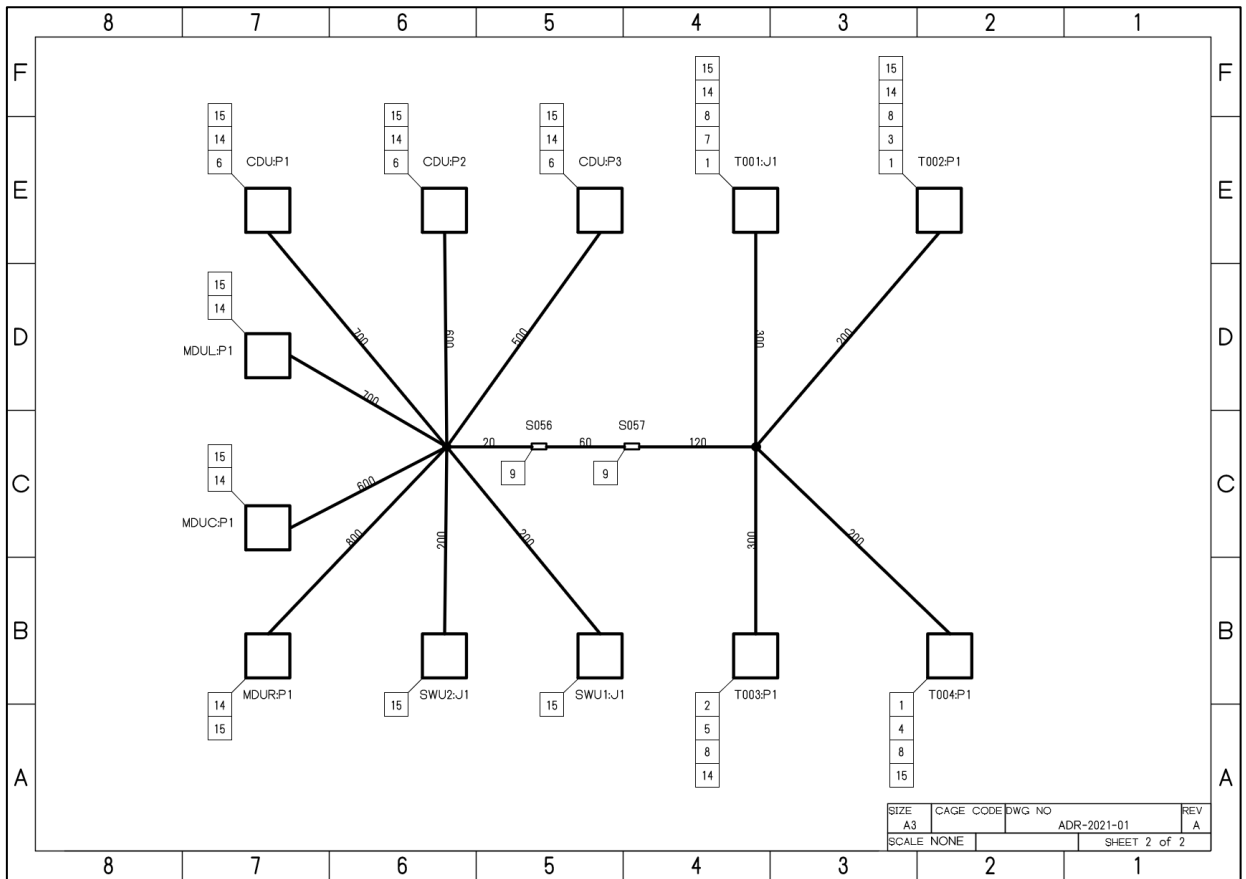 8 7 6 5 4 3 2 1
F F
15
14
8
7
1
T001:J1
15
14
8
3
1
T002:P1
15
14
6
CDU:P1
15
14
6
CDU:P2
15
14
6
CDU:P3
E E
700
600
500
300
200
15
14
MDUL:P1
D D
700
S056
S057
20
60
120
9
9
15
14
MDUC:P1
C C
600
800
200
200
300
200
B B
MDUR:P1
14
15
SWU2:J1
15
SWU1:J1
15
T003:P1
2
5
8
14
T004:P1
1
4
8
15
A A
SIZE CAGE CODE DWG NO REV
A3 ADR-2021-01 A
SCALE NONE SHEET 2 of 2
8 7 6 5 4 3 2 1